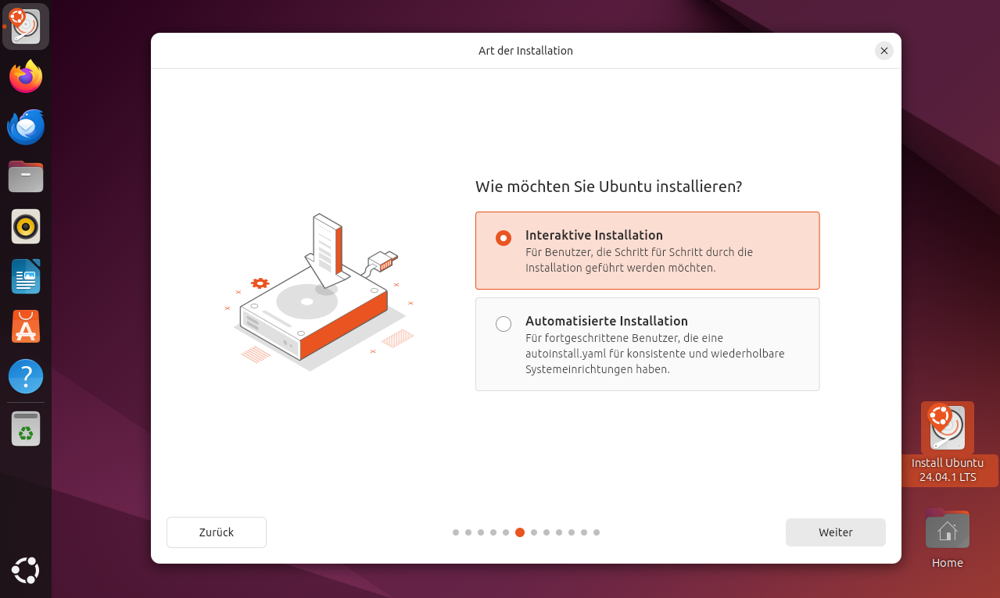 Art der Installation
Wie möchten Sie Ubuntu installieren?
Interaktive Installation
Für Benutzer, die Schritt für Schritt durch die
Installation geführt werden möchten.
Automatisierte Installation
Für fortgeschrittene Benutzer, die eine
autoinstall.yaml für konsistente und wiederholbare
Systemeinrichtungen haben.
Zurück
Weiter
Install Ubuntu
24.04.1 LTS
Home